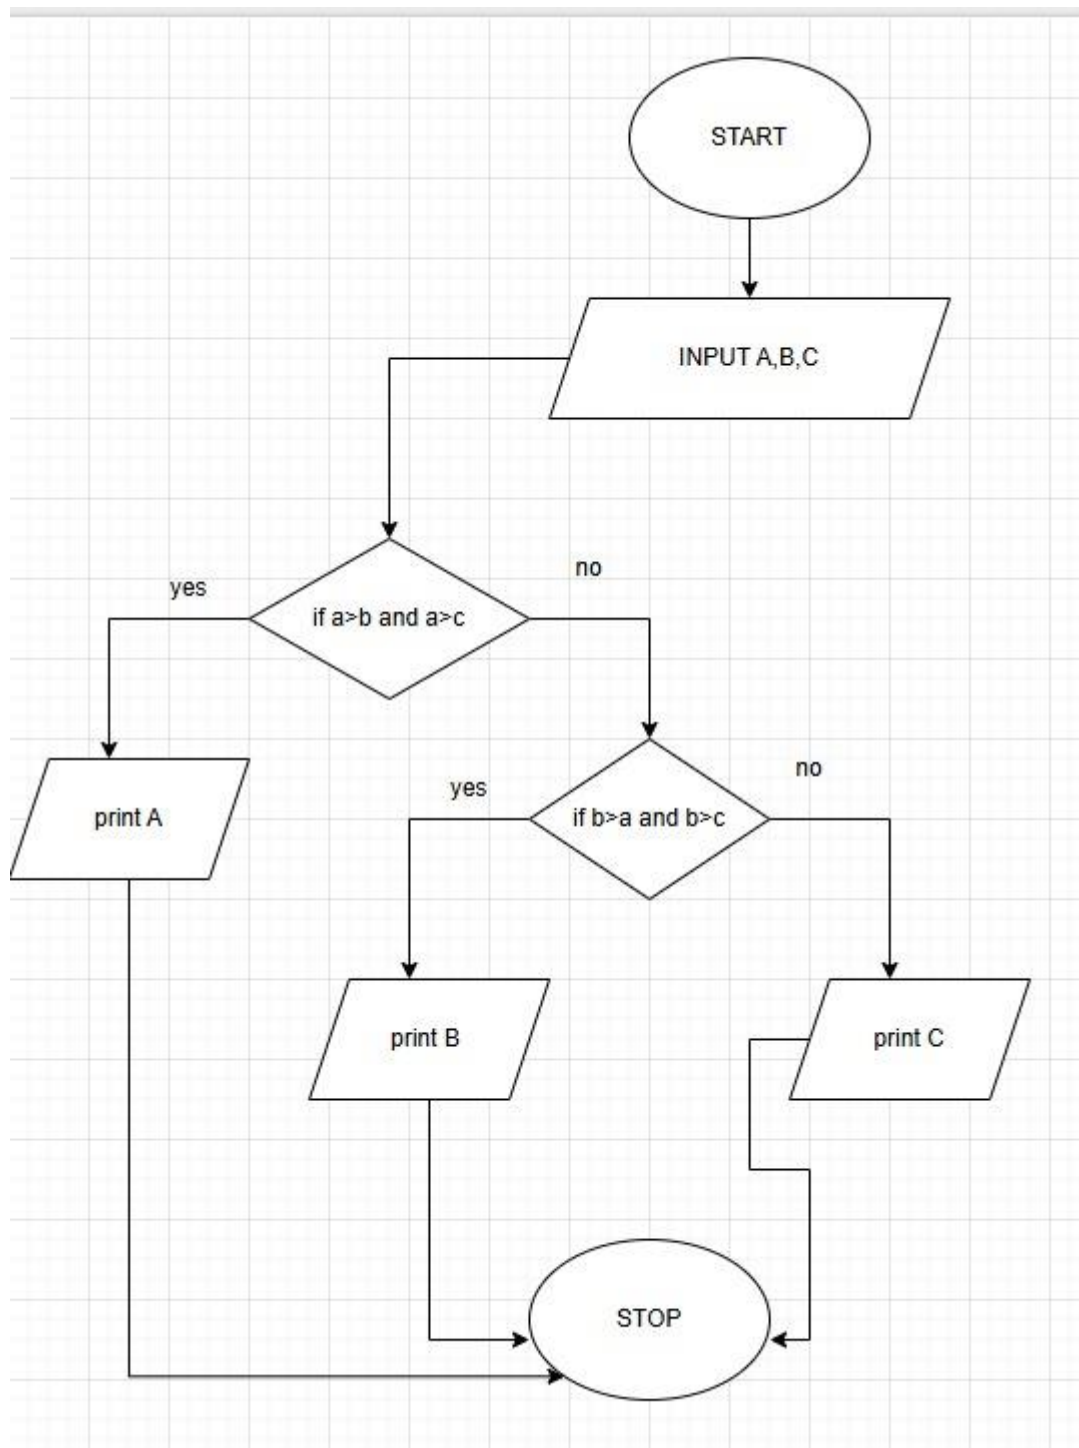 START
INPUT A,B,C
yes
if a>b and a>c
no
print A
yes
if b>a and b>c
no
print B
print C
STOP